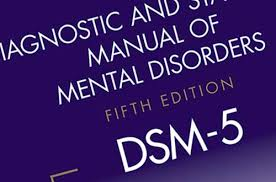 IAGNOSTIC AND STA
MANUAL OF
MENTAL DISORDERS
FIFTH EDITION
DSM-5